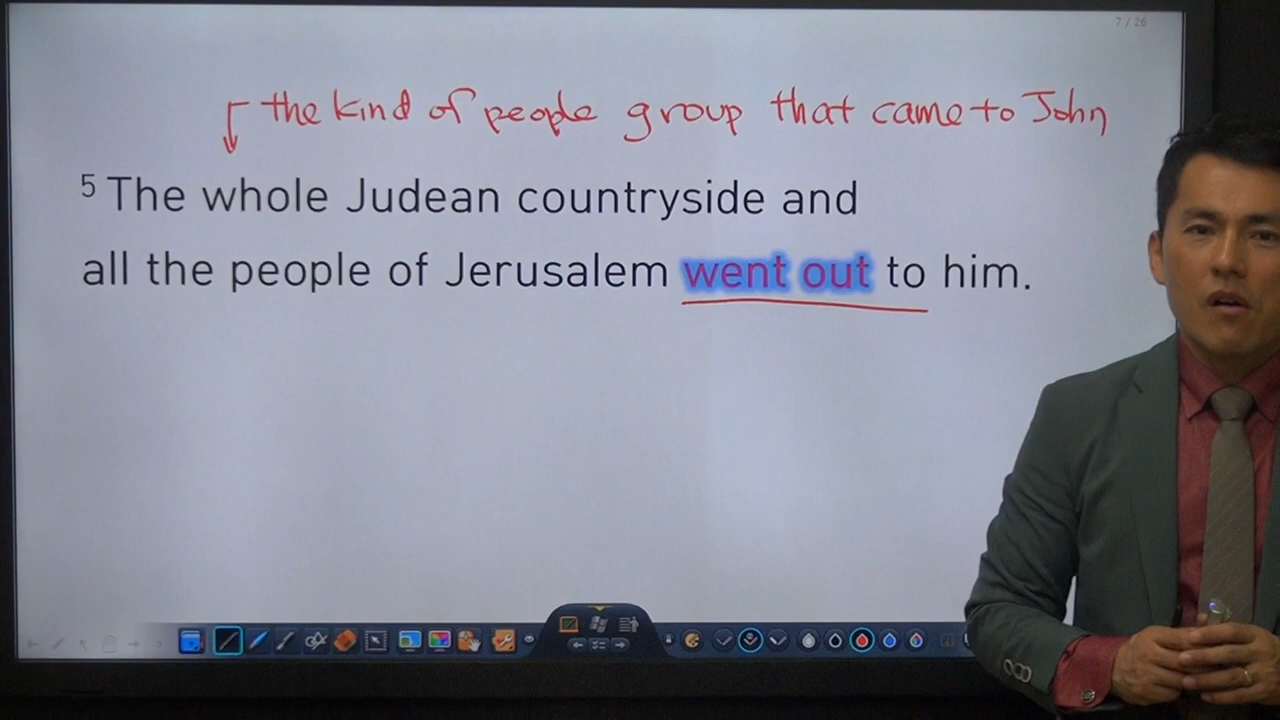 7 / 26
the kind of people group that came to John
5 The whole Judean countryside and
all the people of Jerusalem went out to him.